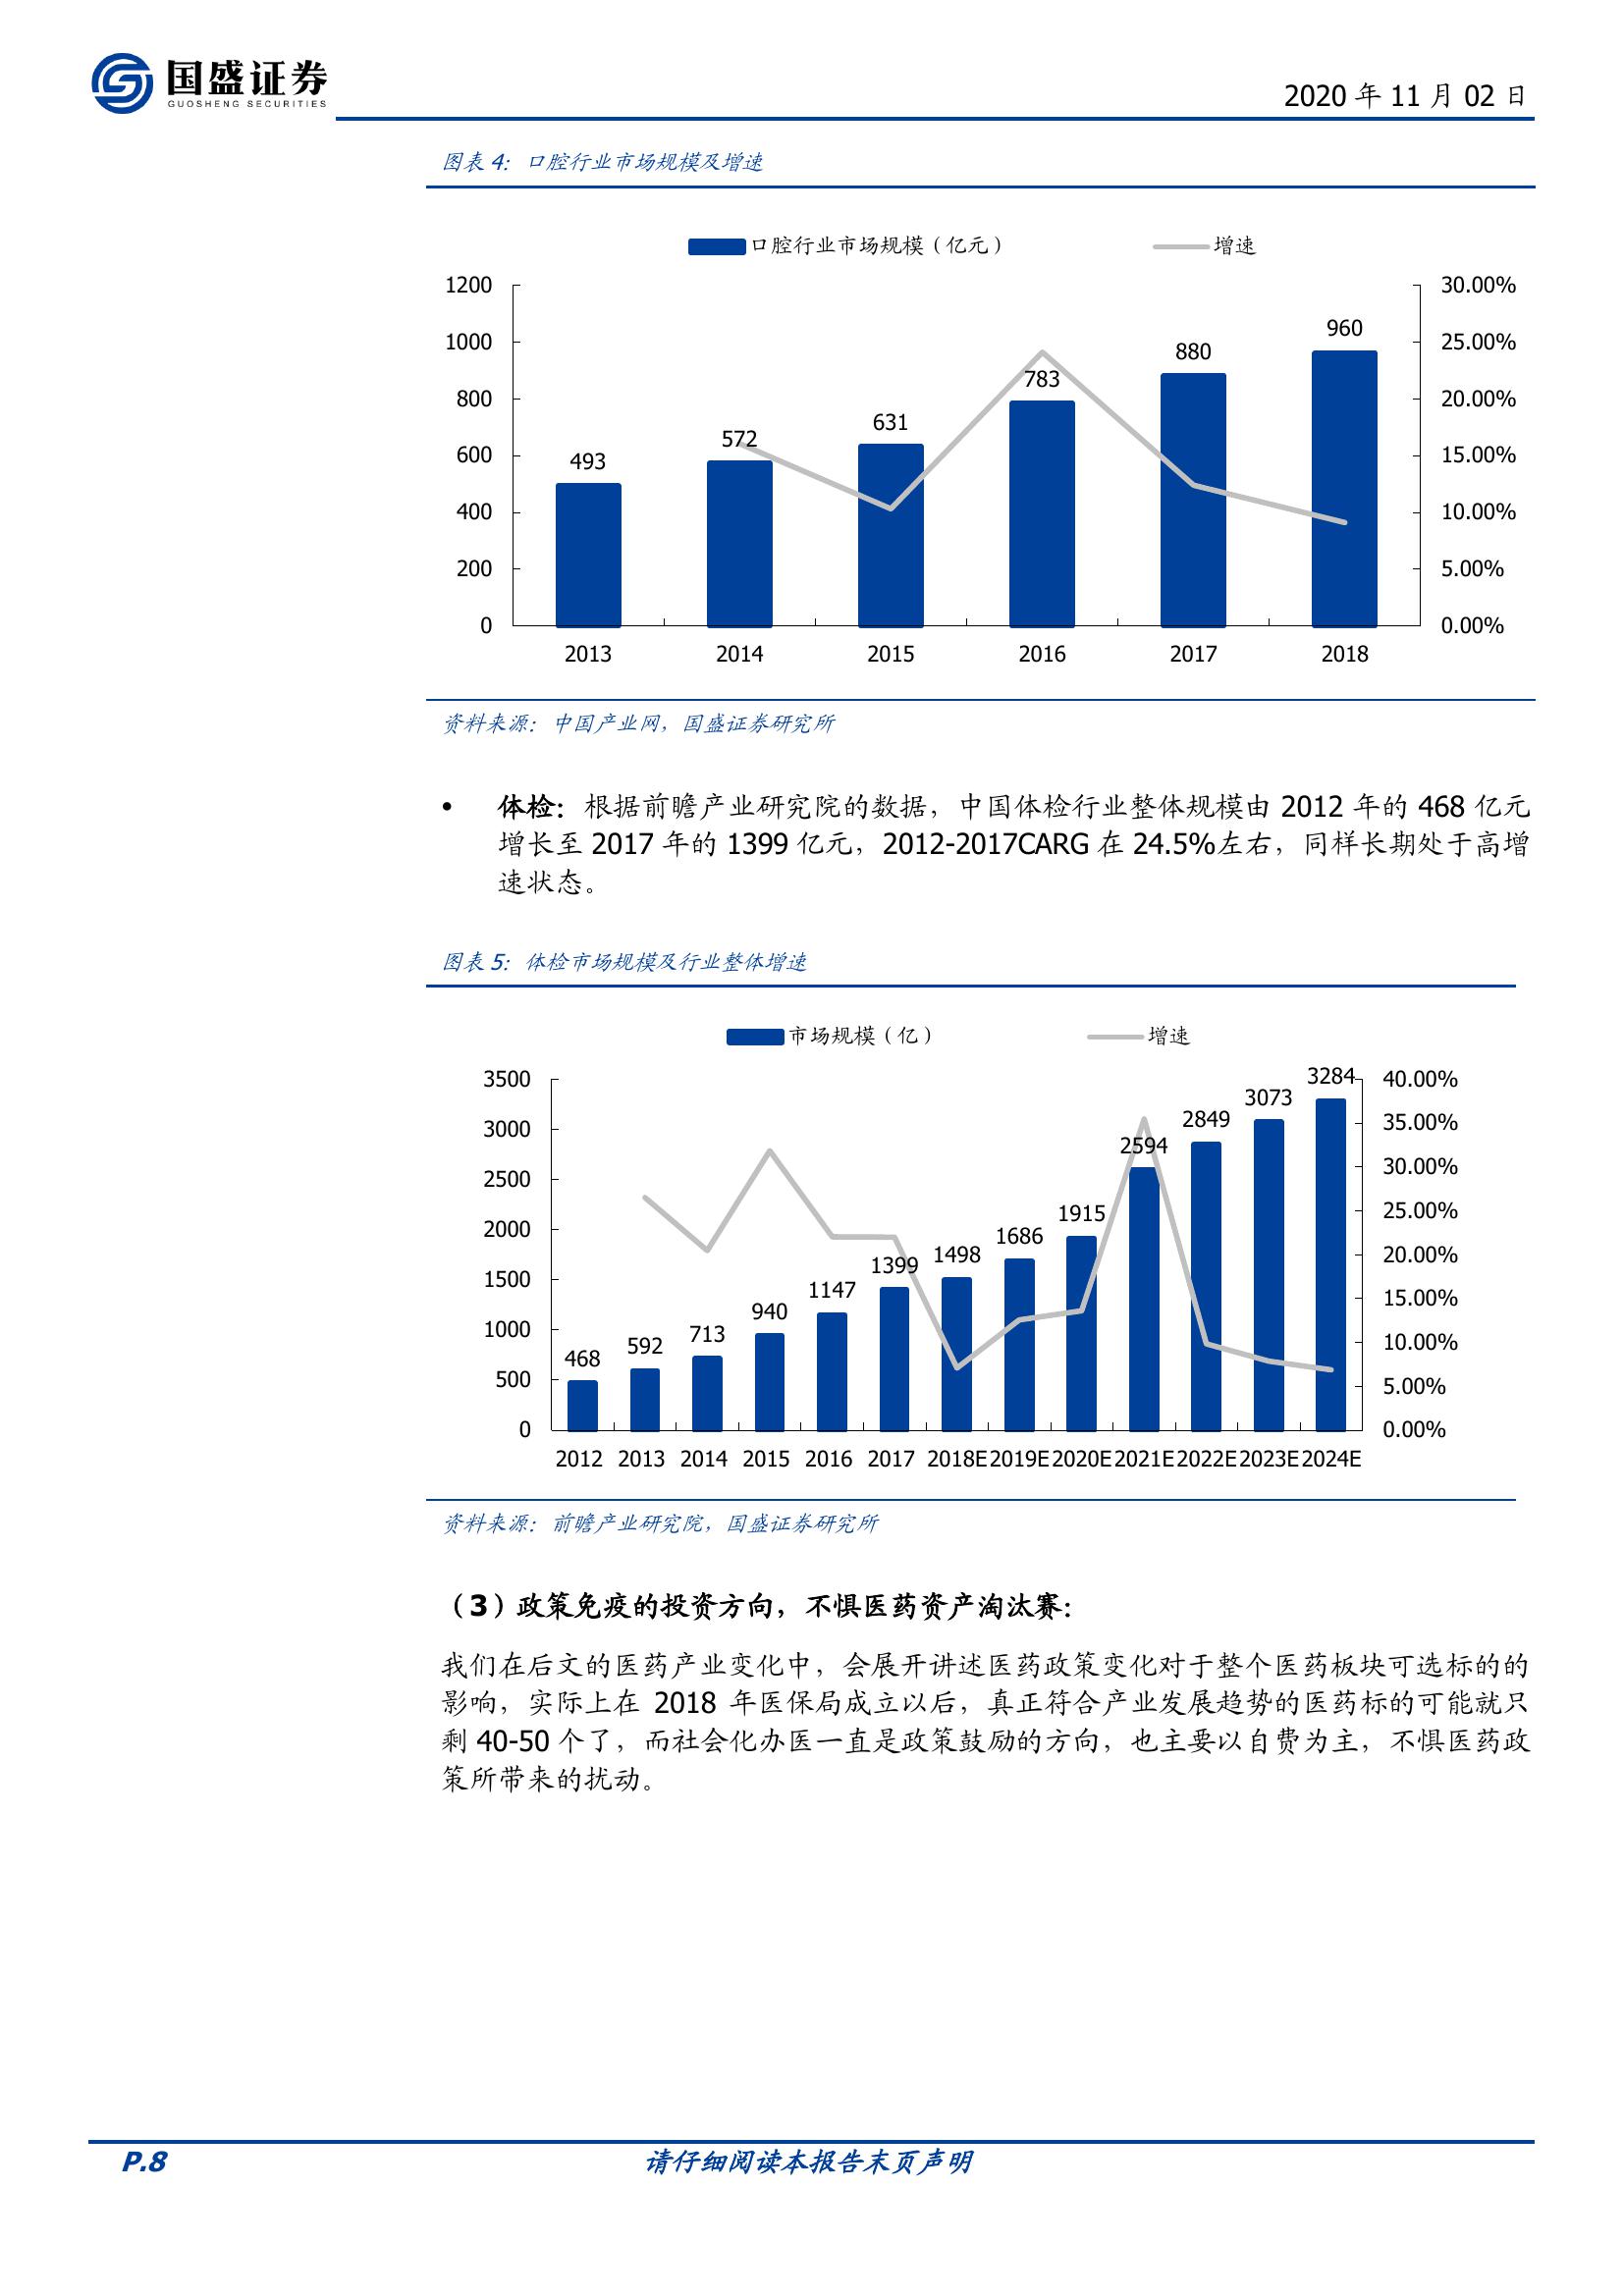 国盛证券
GUOSHENG SECURITIES
2020 年 11 月 02 日
图表 4：口腔行业市场规模及增速
口腔行业市场规模（亿元）
增速
1200
1000
800
600
400
200
0
30.00%
25.00%
20.00%
15.00%
10.00%
5.00%
0.00%
493
572
631
783
880
960
2013 2014 2015 2016 2017 2018
资料来源：中国产业网，国盛证券研究所
• 体检：根据前瞻产业研究院的数据，中国体检行业整体规模由 2012 年的 468 亿元
增长至 2017 年的 1399 亿元，2012-2017CARG 在 24.5%左右，同样长期处于高增
速状态。
图表 5：体检市场规模及行业整体增速
市场规模（亿）
增速
3500
3000
2500
2000
1500
1000
500
0
40.00%
35.00%
30.00%
25.00%
20.00%
15.00%
10.00%
5.00%
0.00%
468
592
713
940
1147
1399
1498
1686
1915
2594
2849
3073
3284
2012 2013 2014 2015 2016 2017 2018E 2019E 2020E 2021E 2022E 2023E 2024E
资料来源：前瞻产业研究院，国盛证券研究所
（3）政策免疫的投资方向，不惧医药资产淘汰赛：
我们在后文的医药产业变化中，会展开讲述医药政策变化对于整个医药板块可选标的的
影响，实际上在 2018 年医保局成立以后，真正符合产业发展趋势的医药标的可能就只
剩 40-50 个了，而社会化办医一直是政策鼓励的方向，也主要以自费为主，不惧医药政
策所带来的扰动。
P.8
请仔细阅读本报告末页声明